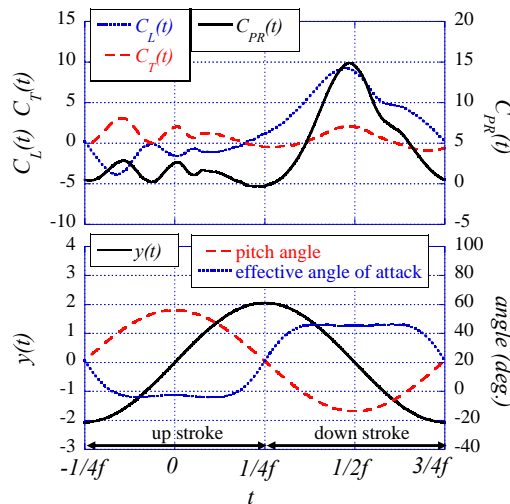 C_L(t)
C_T(t)
C_PR(t)
15
10
5
0
-5
-10
20
15
10
5
0
-5
C_L(t) C_T(t)
C_PR(t)
y(t)
pitch angle
effective angle of attack
4
3
2
1
0
-1
-2
-3
100
80
60
40
20
0
-20
-40
y(t)
angle (deg.)
up stroke
down stroke
-1/4f 0 1/4f 1/2f 3/4f
t